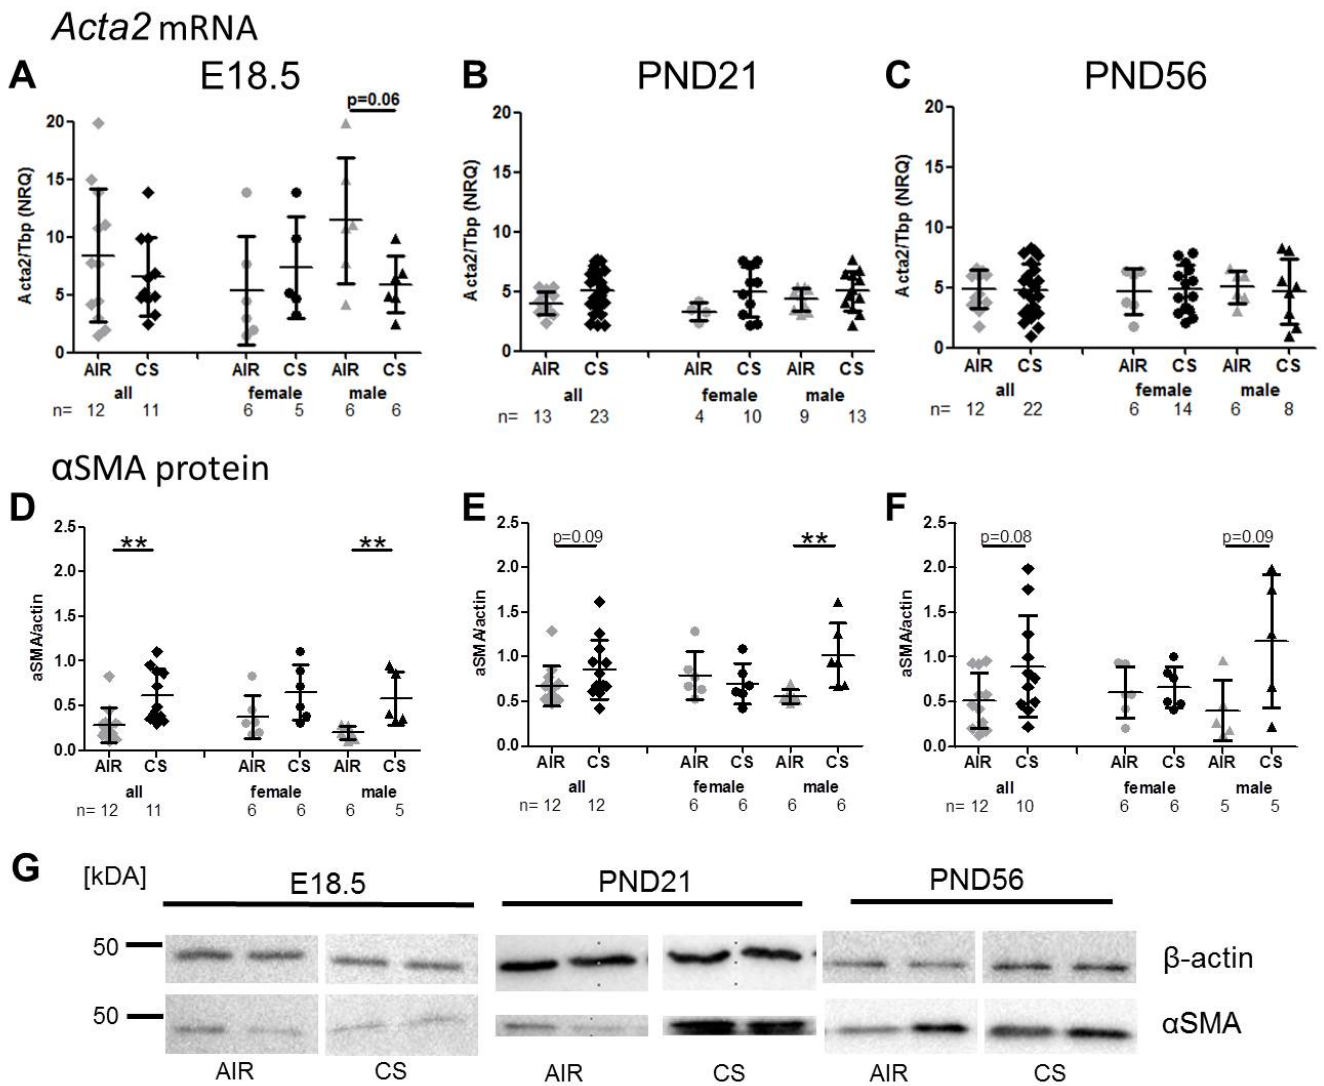 Acta2 mRNA
A E18.5
p=0.06
20
15
10
5
0
Acta2/Tbp (NRQ)
AIR CS AIR CS AIR CS
all female male
n= 12 11 6 5 6 6
B PND21
20
15
10
5
0
Acta2/Tbp (NRQ)
AIR CS AIR CS AIR CS
all female male
n= 13 23 4 10 9 13
C PND56
20
15
10
5
0
Acta2/Tbp (NRQ)
AIR CS AIR CS AIR CS
all female male
n= 12 22 6 14 6 8
αSMA protein
D
** **
2.5
2.0
1.5
1.0
0.5
0.0
aSMA/actin
AIR CS AIR CS AIR CS
all female male
n= 12 11 6 6 6 5
E
p=0.09 **
2.5
2.0
1.5
1.0
0.5
0.0
aSMA/actin
AIR CS AIR CS AIR CS
all female male
n= 12 12 6 6 6 6
F
p=0.08 p=0.09
2.5
2.0
1.5
1.0
0.5
0.0
aSMA/actin
AIR CS AIR CS AIR CS
all female male
n= 12 10 6 6 5 5
G [kDA] E18.5 PND21 PND56
50 β-actin
50 αSMA
AIR CS AIR CS AIR CS